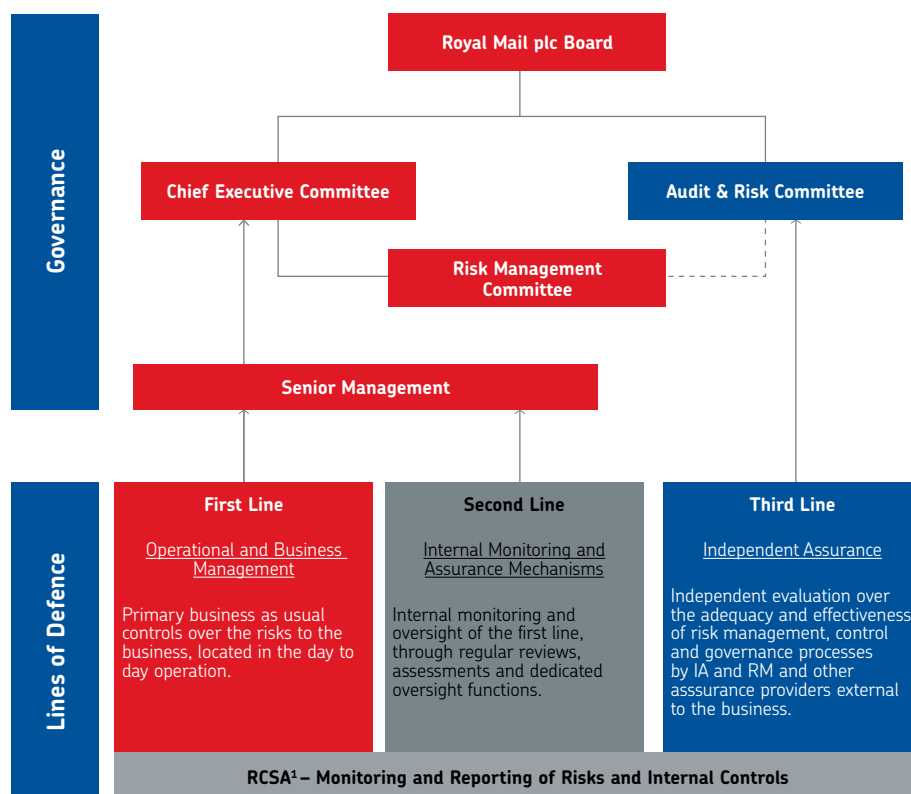 Governance
Royal Mail plc Board
Chief Executive Committee
Audit & Risk Committee
Risk Management
Committee
Senior Management
Lines of Defence
First Line
Operational and Business
Management
Primary business as usual
controls over the risks to the
business, located in the day to
day operation.
Second Line
Internal Monitoring and
Assurance Mechanisms
Internal monitoring and
oversight of the first line,
through regular reviews,
assessments and dedicated
oversight functions.
Third Line
Independent Assurance
Independent evaluation over
the adequacy and effectiveness
of risk management, control
and governance processes
by IA and RM and other
asssurance providers external
to the business.
RCSA¹ – Monitoring and Reporting of Risks and Internal Controls